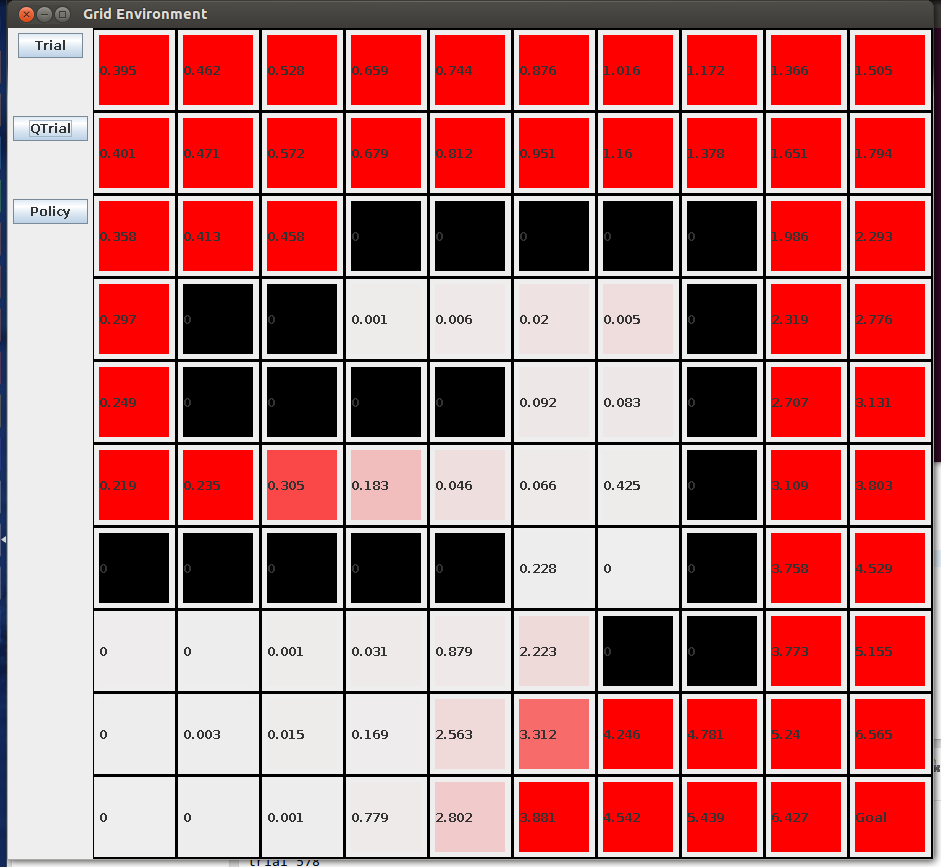 Grid Environment
Trial 0.395 0.462 0.528 0.659 0.744 0.876 1.016 1.172 1.366 1.505
QTrial 0.401 0.471 0.572 0.679 0.812 0.951 1.16 1.378 1.651 1.794
Policy 0.358 0.413 0.458 0 0 0 0 0 1.986 2.293
0.297 0 0 0.001 0.006 0.02 0.005 0 2.319 2.776
0.249 0 0 0 0 0.092 0.083 0 2.707 3.131
0.219 0.235 0.305 0.183 0.046 0.066 0.425 0 3.109 3.803
0 0 0 0 0 0.228 0 0 3.758 4.529
0 0 0.001 0.031 0.879 2.223 0 0 3.773 5.155
0 0.003 0.015 0.169 2.563 3.312 4.246 4.781 5.24 6.565
0 0 0.001 0.779 2.802 3.881 4.542 5.439 6.427 Goal
trial 578